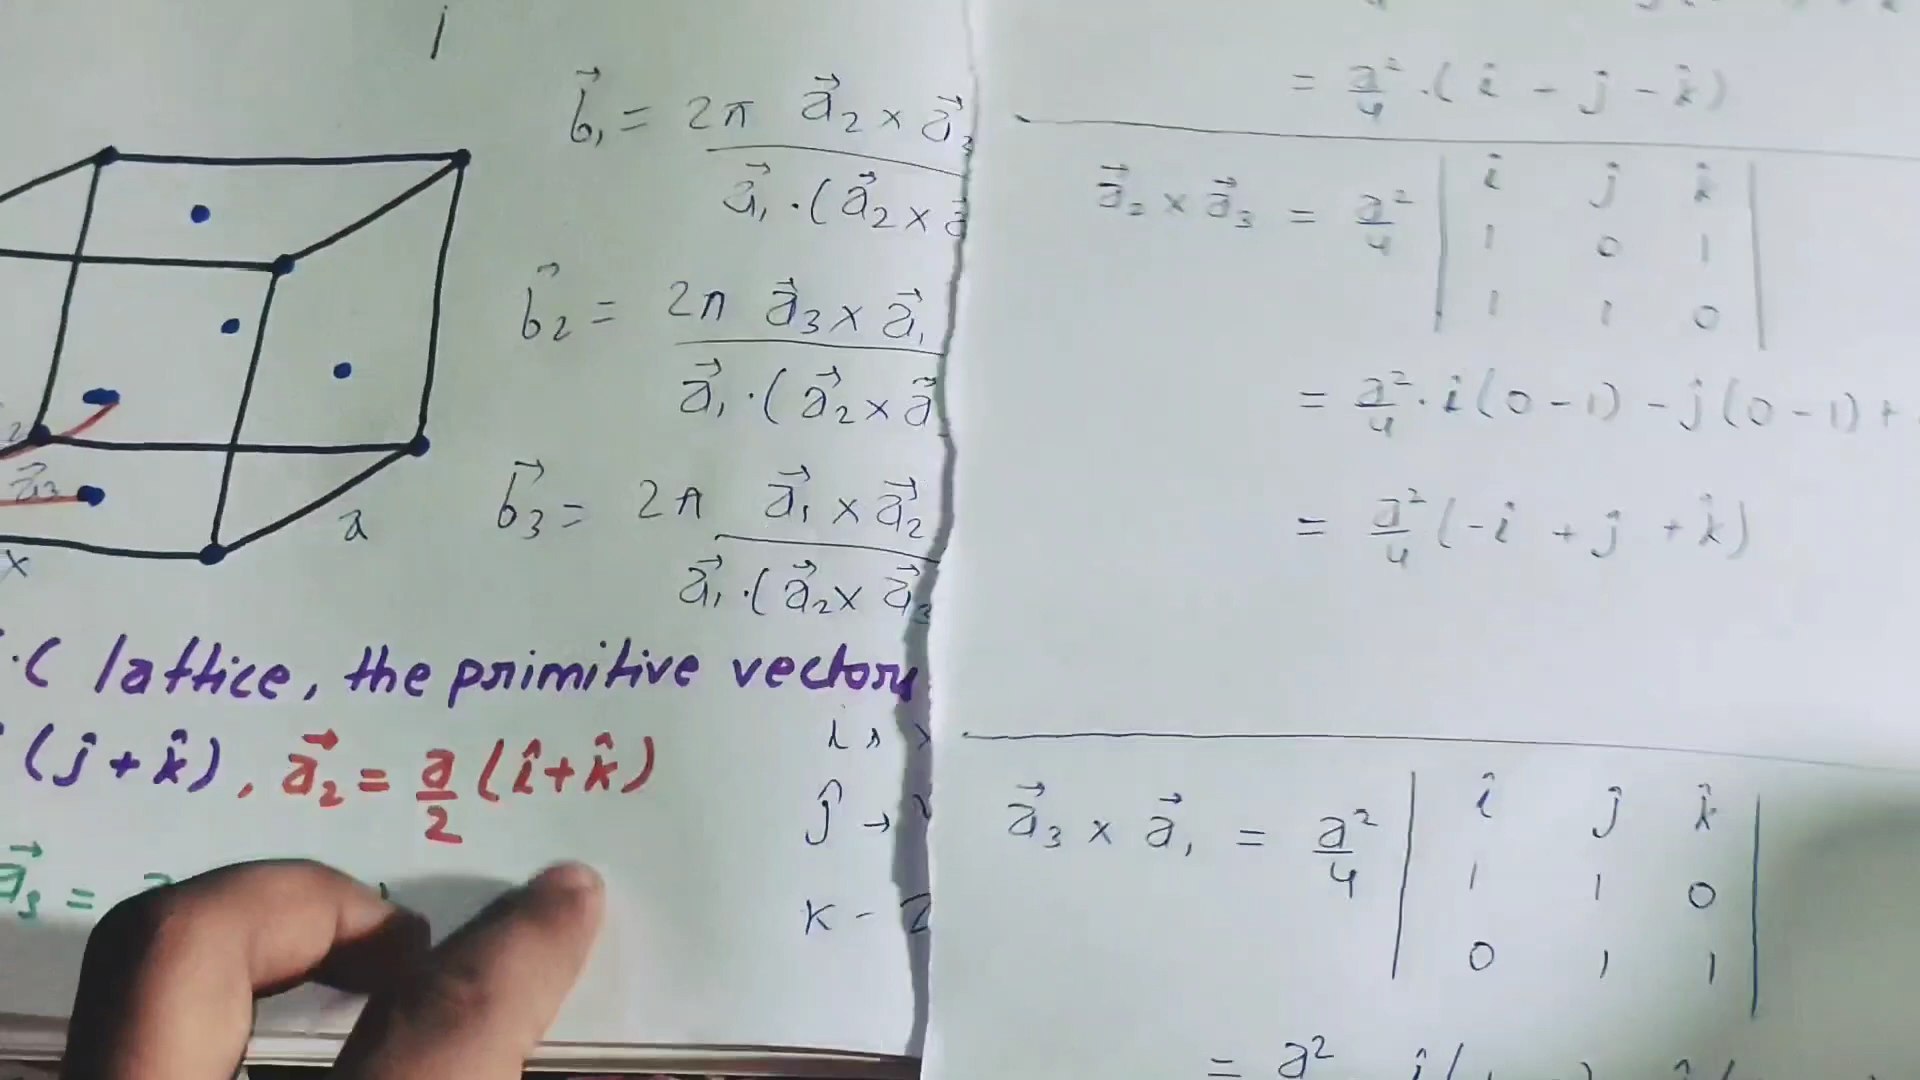 b⃗₁ = 2π a⃗₂ × a⃗₃
a⃗₁ · ( a⃗₂ × a⃗
b⃗₂ = 2π a⃗₃ × a⃗₁
a⃗₁ · ( a⃗₂ × a⃗
b⃗₃ = 2π a⃗₁ × a⃗₂
a⃗₁ · ( a⃗₂ × a⃗₃
a⃗₃
a
x
.C lattice, the primitive vectors
(ĵ + k̂), a⃗₂ = a/2 (î + k̂)
a⃗₃ =
ĵ →
k - z
= a²/4 · ( î - ĵ - k̂ )
a⃗₂ × a⃗₃ = a²/4 | î ĵ k̂ |
1 0 1
1 1 0
= a²/4 · î (0 - 1) - ĵ (0 - 1) +
= a²/4 ( -î + ĵ + k̂ )
a⃗₃ × a⃗₁ = a²/4 | î ĵ k̂ |
1 1 0
0 1 1
= a²